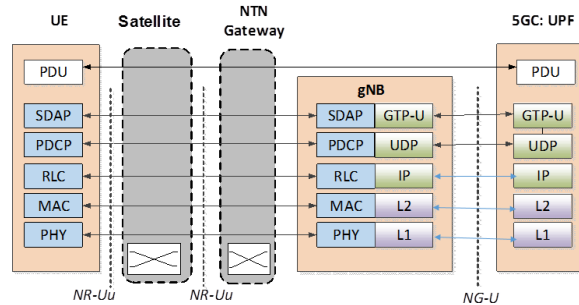 UE
Satellite
NTN
Gateway
5GC: UPF
PDU
PDU
gNB
SDAP
SDAP
GTP-U
GTP-U
PDCP
PDCP
UDP
UDP
RLC
RLC
IP
IP
MAC
MAC
L2
L2
PHY
PHY
L1
L1
NR-Uu
NR-Uu
NG-U